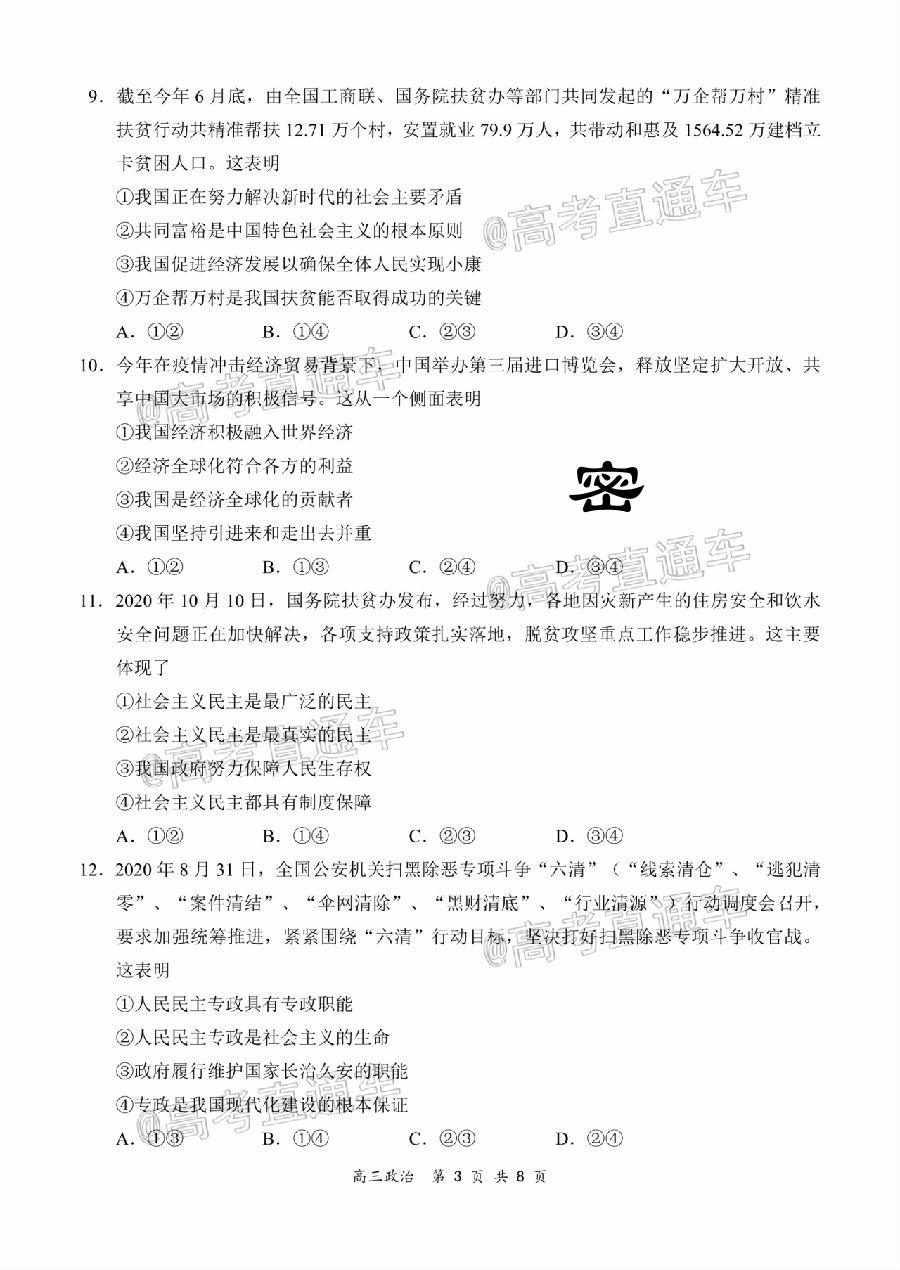 9．截至今年 6 月底，由全国工商联、国务院扶贫办等部门共同发起的“万企帮万村”精准
扶贫行动共精准帮扶 12.71 万个村，安置就业 79.9 万人，共带动和惠及 1564.52 万建档立
卡贫困人口。这表明
①我国正在努力解决新时代的社会主要矛盾
②共同富裕是中国特色社会主义的根本原则
③我国促进经济发展以确保全体人民实现小康
④万企帮万村是我国扶贫能否取得成功的关键
A．①② B．①④ C．②③ D．③④
@高考直通车
10．今年在疫情冲击经济贸易背景下，中国举办第三届进口博览会，释放坚定扩大开放、共
享中国大市场的积极信号。这从一个侧面表明
@高考直通车
①我国经济积极融入世界经济
②经济全球化符合各方的利益
③我国是经济全球化的贡献者
④我国坚持引进来和走出去并重
密
A．①② B．①③ C．②④ D．③④
@高考直通车
11．2020 年 10 月 10 日，国务院扶贫办发布，经过努力，各地因灾新产生的住房安全和饮水
安全问题正在加快解决，各项支持政策扎实落地，脱贫攻坚重点工作稳步推进。这主要
体现了
①社会主义民主是最广泛的民主
②社会主义民主是最真实的民主
③我国政府努力保障人民生存权
④社会主义民主都具有制度保障
@高考直通车
A．①② B．①④ C．②③ D．③④
12．2020 年 8 月 31 日，全国公安机关扫黑除恶专项斗争“六清”（“线索清仓”、“逃犯清
零”、“案件清结”、“伞网清除”、“黑财清底”、“行业清源”）行动调度会召开，
要求加强统筹推进，紧紧围绕“六清”行动目标，坚决打好扫黑除恶专项斗争收官战。
这表明
@高考直通车
①人民民主专政具有专政职能
②人民民主专政是社会主义的生命
③政府履行维护国家长治久安的职能
④专政是我国现代化建设的根本保证
@高考直通车
A．①③ B．①④ C．②③ D．②④
高三政治 第 3 页 共 8 页